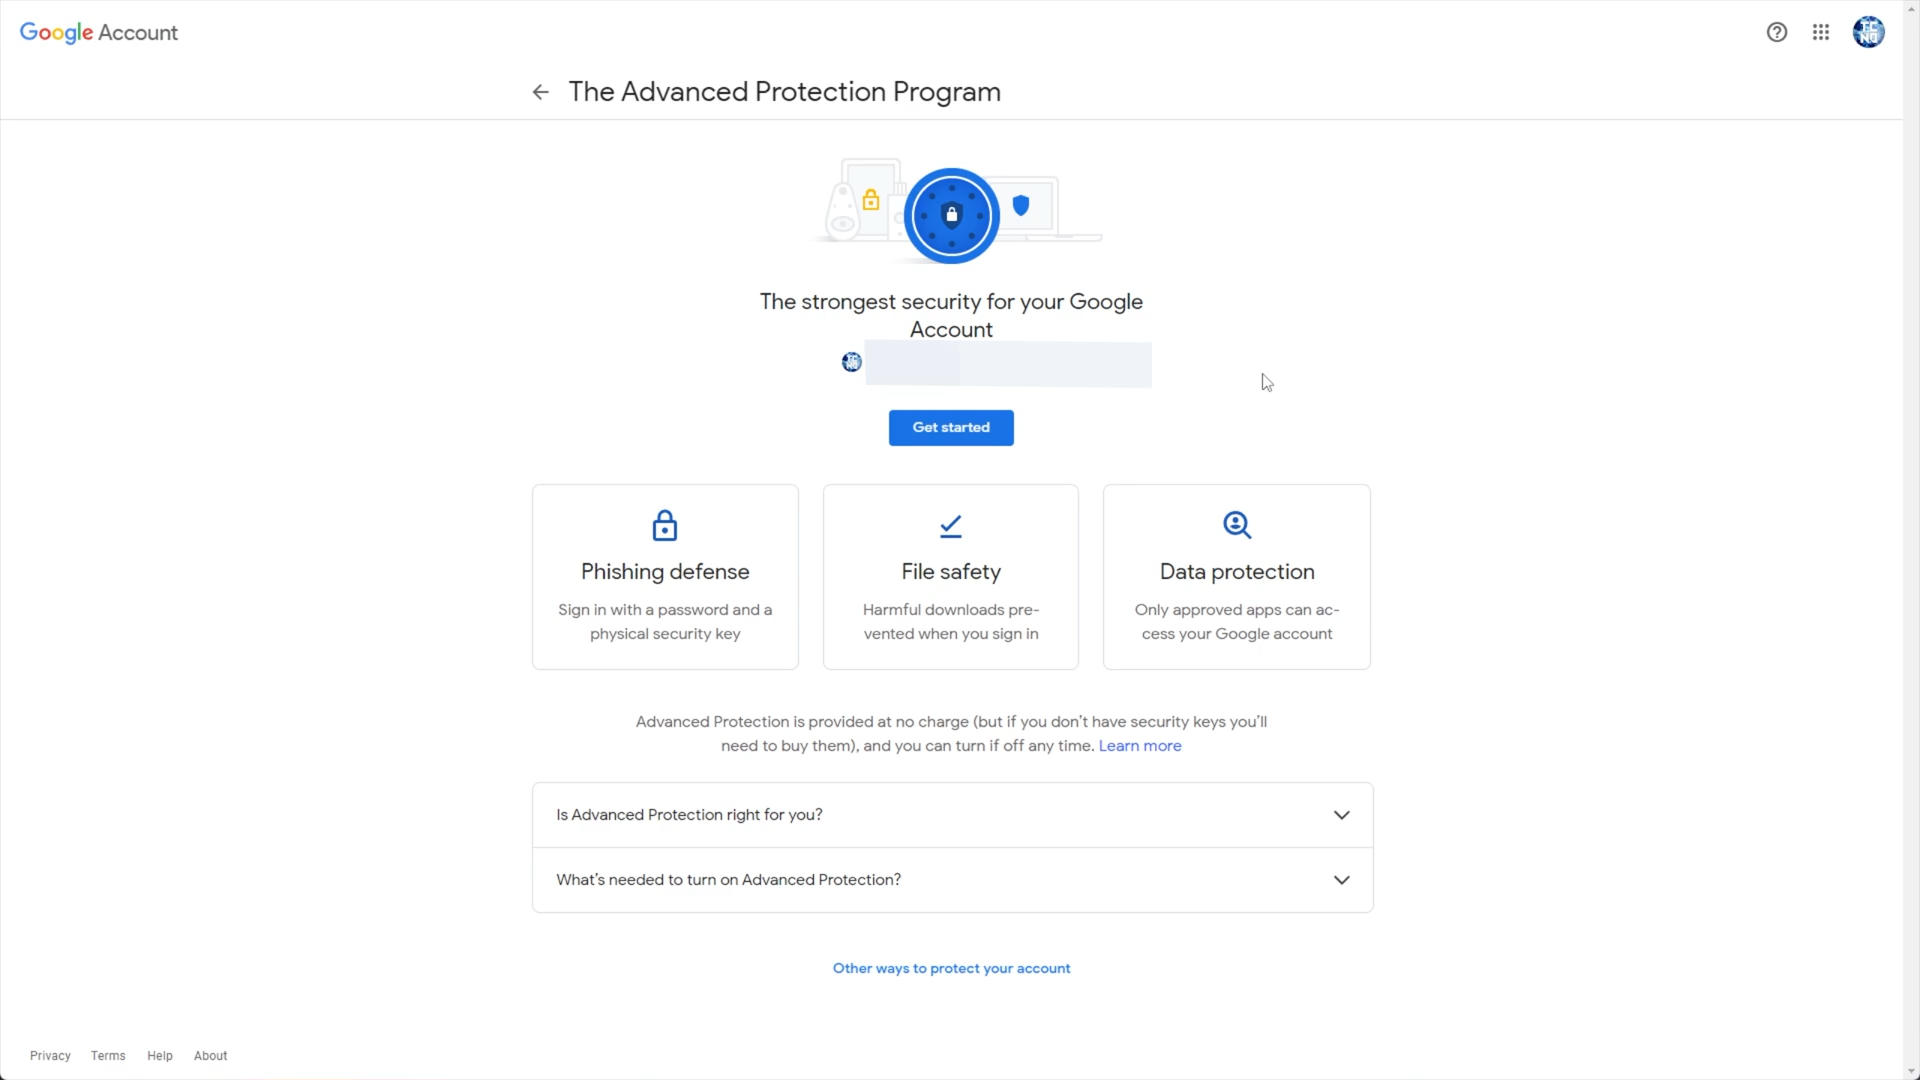 Google Account
The Advanced Protection Program
The strongest security for your Google
Account
Get started
Phishing defense
Sign in with a password and a
physical security key
File safety
Harmful downloads pre-
vented when you sign in
Data protection
Only approved apps can ac-
cess your Google account
Advanced Protection is provided at no charge (but if you don't have security keys you'll
need to buy them), and you can turn if off any time. Learn more
Is Advanced Protection right for you?
What's needed to turn on Advanced Protection?
Other ways to protect your account
Privacy Terms Help About